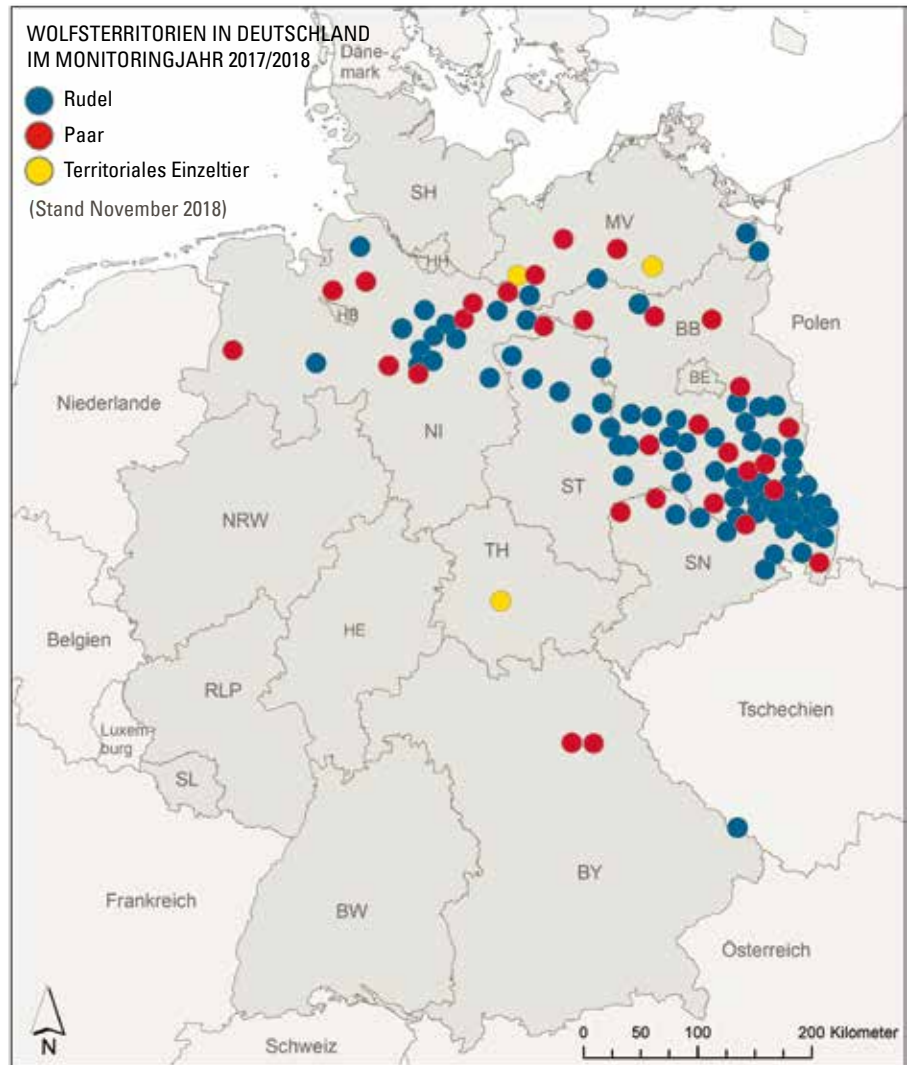 WOLFSTERRITORIEN IN DEUTSCHLAND
IM MONITORINGJAHR 2017/2018
Rudel
Paar
Territoriales Einzeltier
(Stand November 2018)
Däne-
mark
SH
MV
HH
HB
BB
Polen
BE
Niederlande
NI
ST
NRW
TH
SN
HE
Belgien
RLP
Luxem-
burg
Tschechien
SL
BY
Frankreich
BW
Österreich
N
Schweiz
0 50 100 200 Kilometer